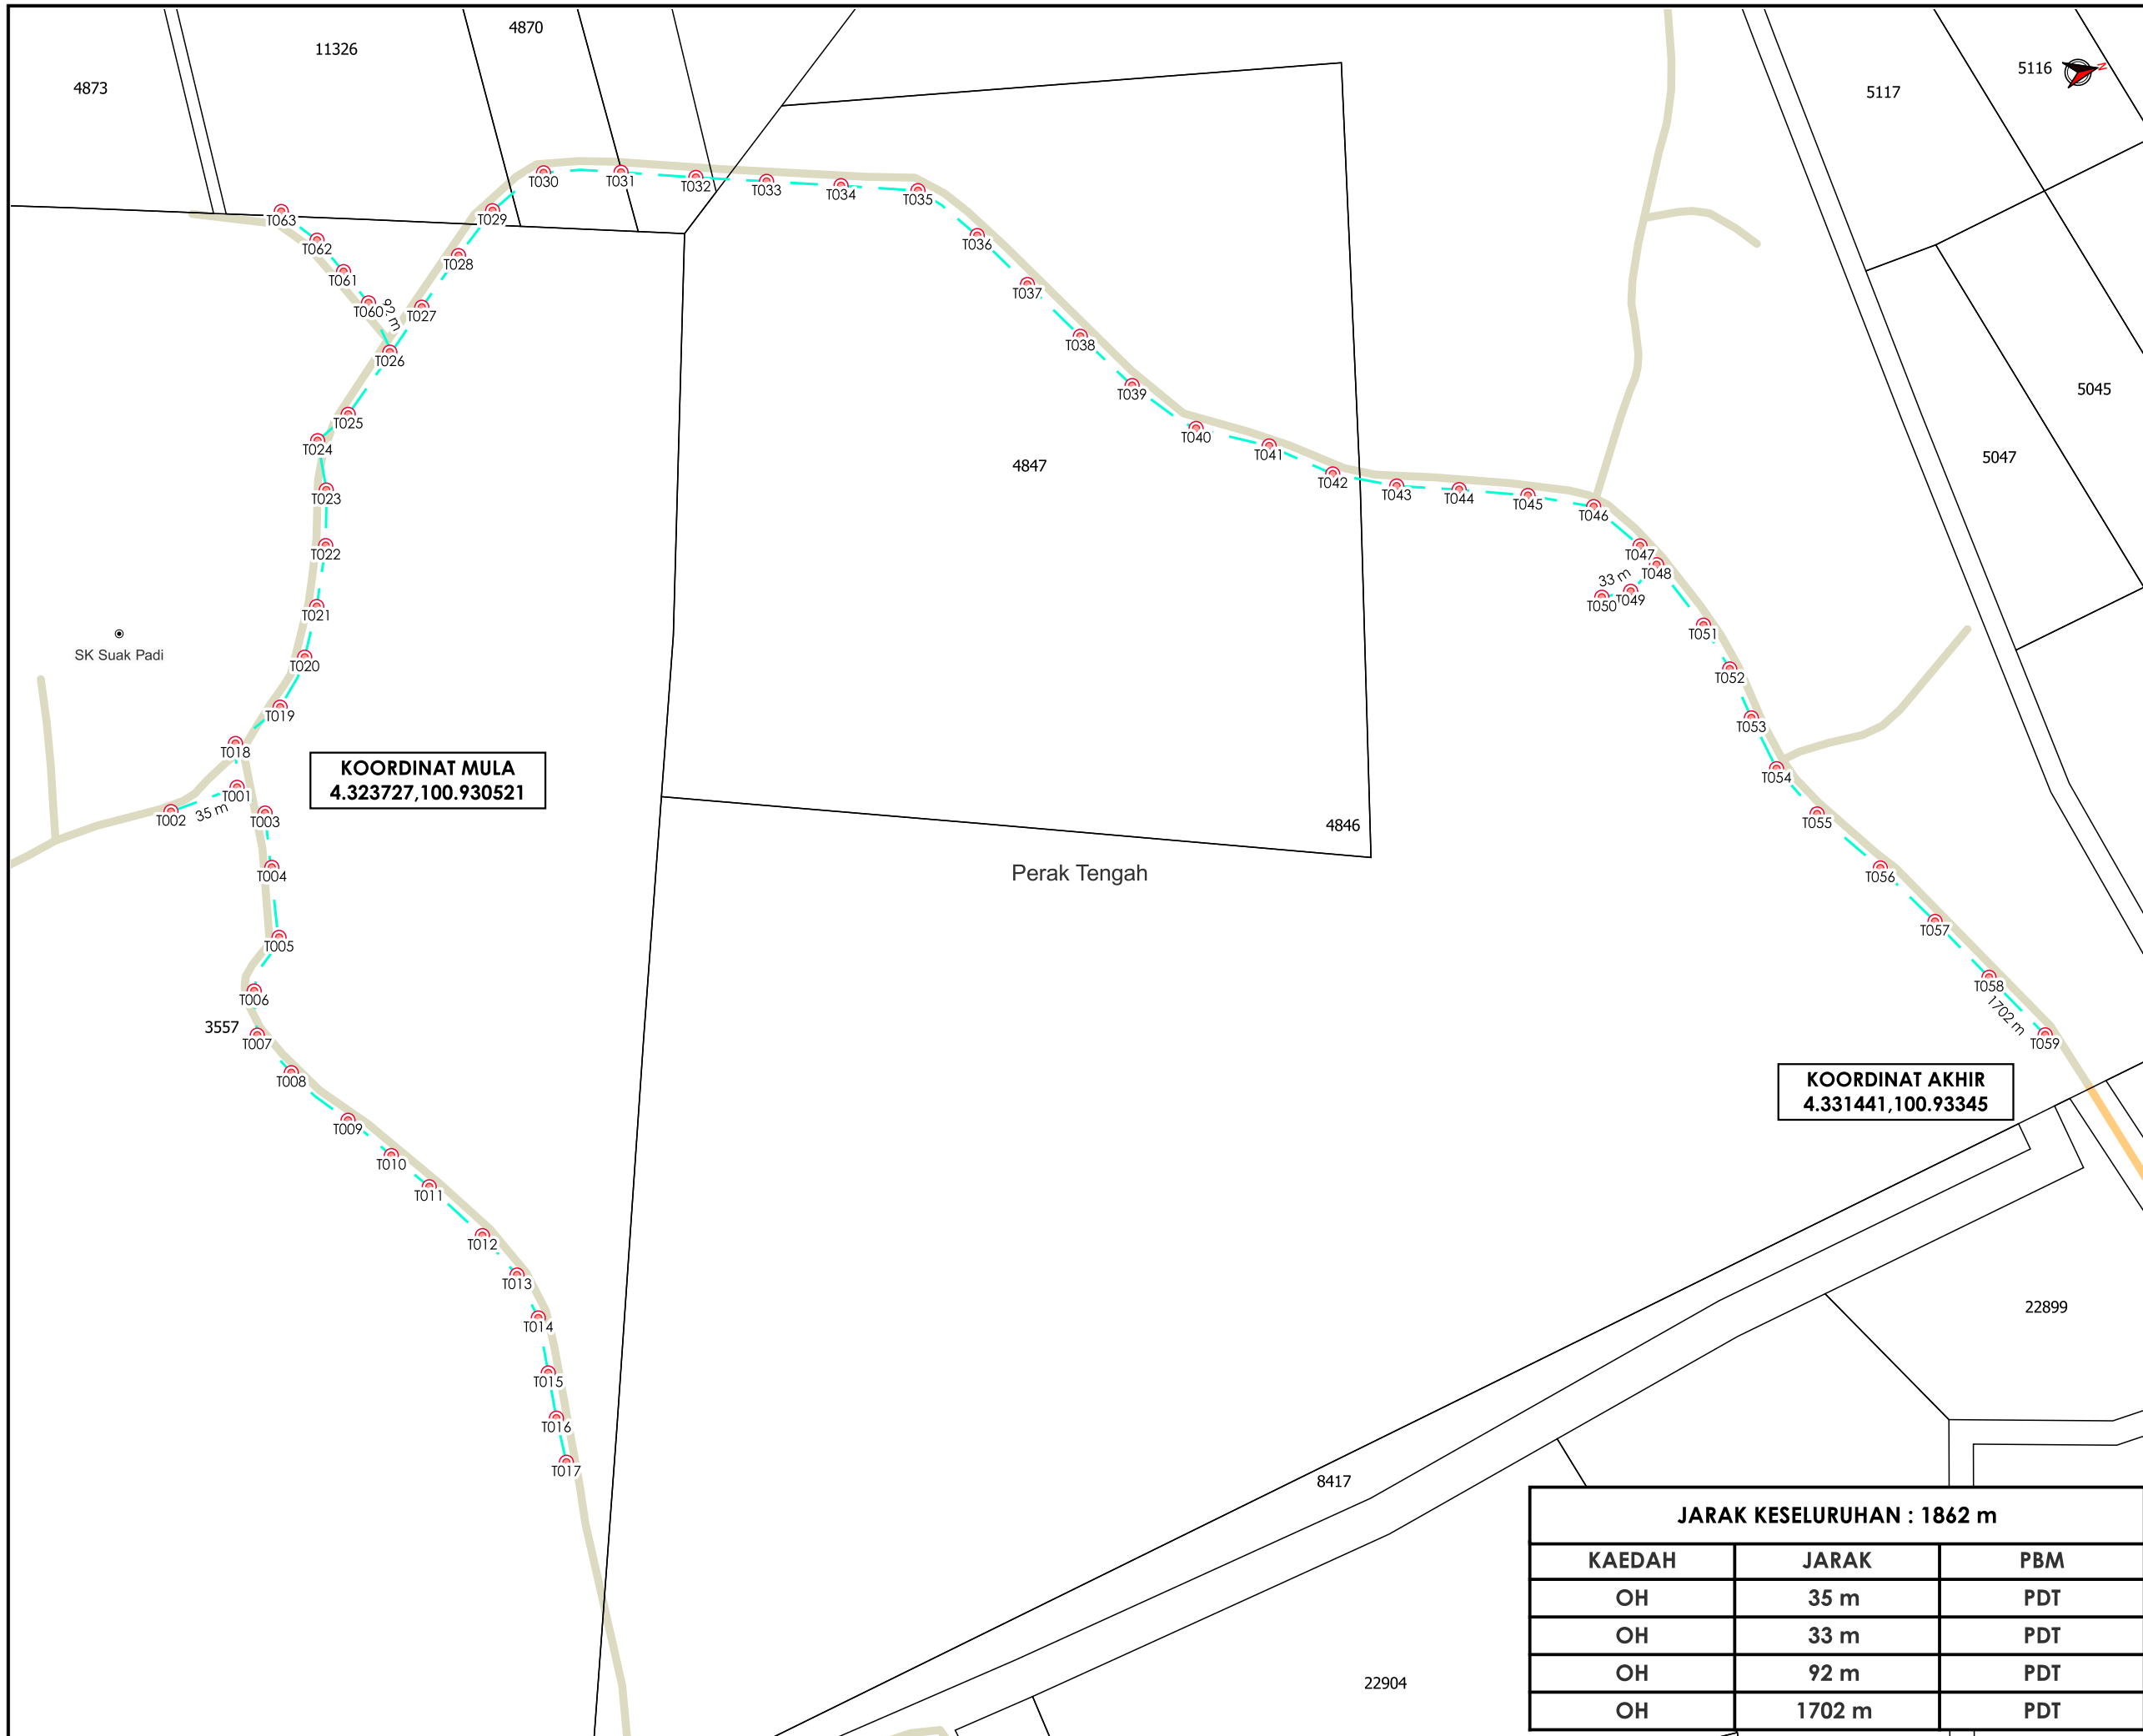 4870
11326
4873
5116
N
5117
T030
T031
T032
T033
T034
T035
T029
T063
T036
T062
T028
T061
T037
T060
92 m
T027
T038
T026
T039
5045
T025
T040
T024
T041
5047
4847
T042
T043
T044
T045
T023
T046
T022
T047
T048
33 m
T050
T049
T021
T051
SK Suak Padi
T020
T052
T019
T053
T018
T054
KOORDINAT MULA
4.323727,100.930521
T001
35 m
T002
T003
T055
4846
T004
Perak Tengah
T056
T005
T057
T006
T058
1702 m
3557
T007
T059
T008
KOORDINAT AKHIR
4.331441,100.93345
T009
T010
T011
T012
T013
22899
T014
T015
T016
T017
8417
JARAK KESELURUHAN : 1862 m
KAEDAH JARAK PBM
OH 35 m PDT
OH 33 m PDT
OH 92 m PDT
OH 1702 m PDT
22904